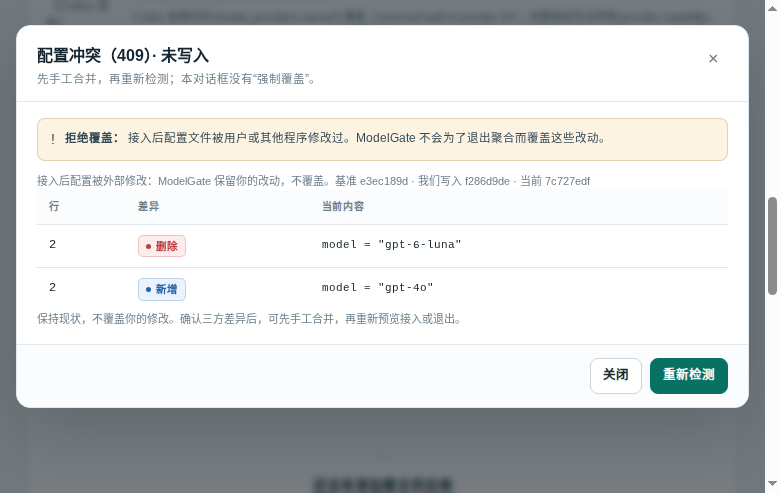 配置冲突（409）· 未写入
先手工合并，再重新检测；本对话框没有“强制覆盖”。
×
! 拒绝覆盖： 接入后配置文件被用户或其他程序修改过。ModelGate 不会为了退出聚合而覆盖这些改动。
接入后配置被外部修改：ModelGate 保留你的改动，不覆盖。基准 e3ec189d · 我们写入 f286d9de · 当前 7c727edf
行 差异 当前内容
2 删除 model = "gpt-6-luna"
2 新增 model = "gpt-4o"
保持现状，不覆盖你的修改。确认三方差异后，可先手工合并，再重新预览接入或退出。
关闭 重新检测